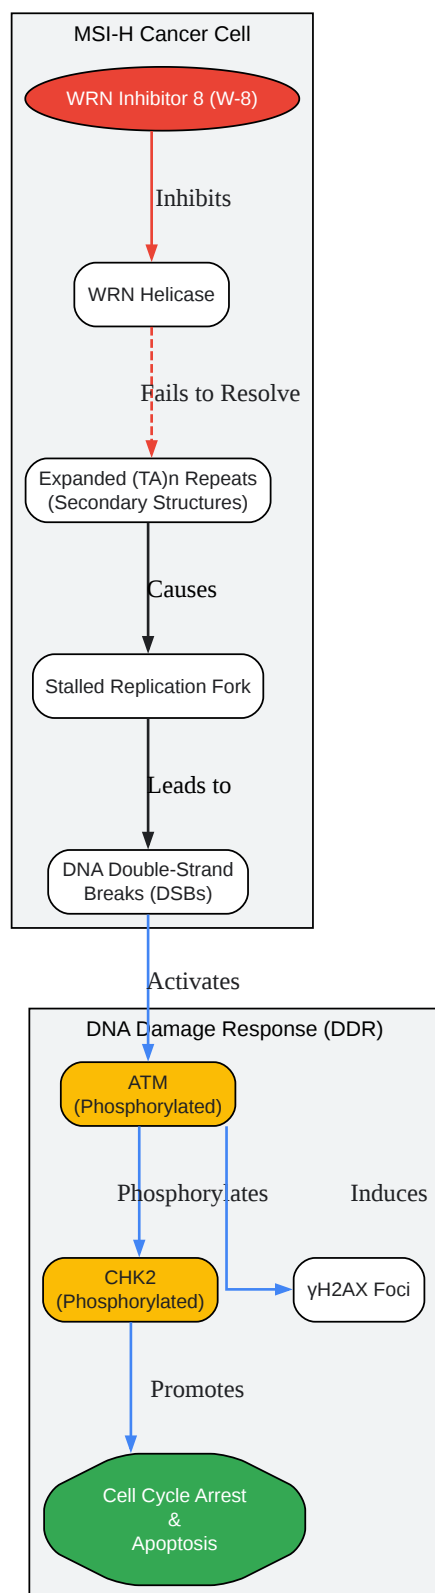 MSI-H Cancer Cell
WRN Inhibitor 8 (W-8)
Inhibits
WRN Helicase
Fails to Resolve
Expanded (TA)n Repeats
(Secondary Structures)
Causes
Stalled Replication Fork
Leads to
DNA Double-Strand
Breaks (DSBs)
Activates
DNA Damage Response (DDR)
ATM
(Phosphorylated)
Phosphorylates
Induces
CHK2
(Phosphorylated)
γH2AX Foci
Promotes
Cell Cycle Arrest
&
Apoptosis